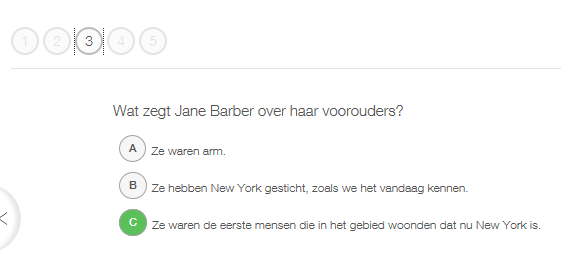 1 2 3 4 5
Wat zegt Jane Barber over haar voorouders?
A Ze waren arm.
B Ze hebben New York gesticht, zoals we het vandaag kennen.
C Ze waren de eerste mensen die in het gebied woonden dat nu New York is.